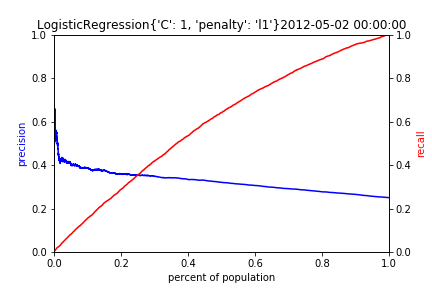 LogisticRegression{'C': 1, 'penalty': 'l1'}2012-05-02 00:00:00
1.0 1.0
0.8 0.8
0.6 0.6
precision recall
0.4 0.4
0.2 0.2
0.0 0.0
0.0 0.2 0.4 0.6 0.8 1.0
percent of population